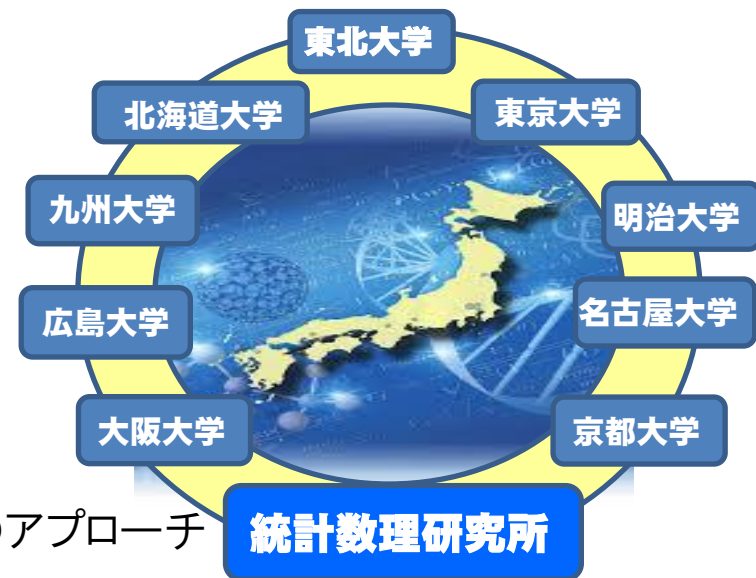 東北大学
北海道大学
東京大学
九州大学
明治大学
広島大学
名古屋大学
大阪大学
京都大学
のアプローチ
統計数理研究所